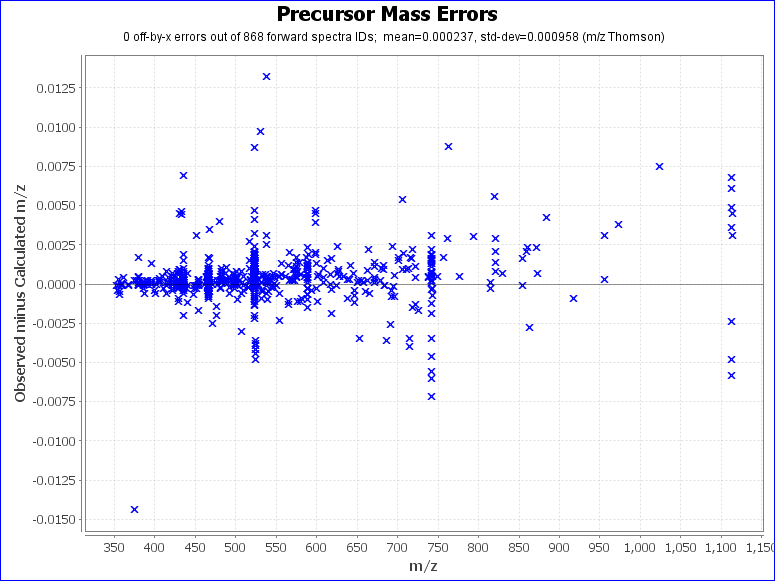 Precursor Mass Errors
0 off-by-x errors out of 868 forward spectra IDs; mean=0.000237, std-dev=0.000958 (m/z Thomson)
Observed minus Calculated m/z
0.0125
0.0100
0.0075
0.0050
0.0025
0.0000
-0.0025
-0.0050
-0.0075
-0.0100
-0.0125
-0.0150
350 400 450 500 550 600 650 700 750 800 850 900 950 1,000 1,050 1,100 1,150
m/z